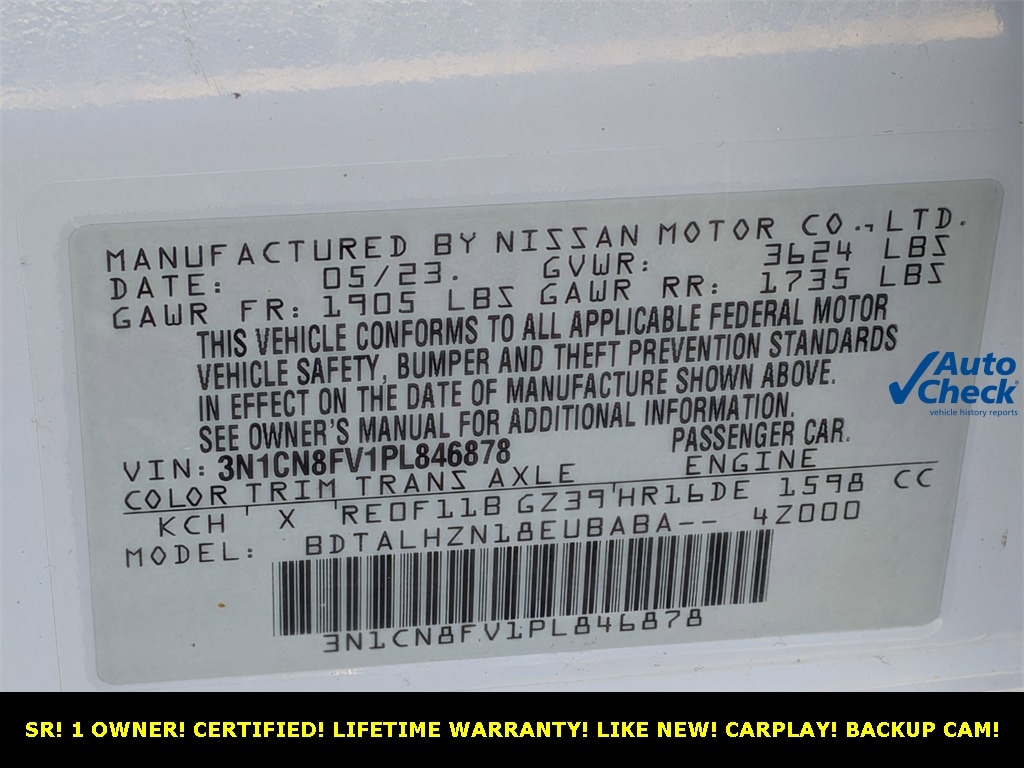 MANUFACTURED BY NISSAN MOTOR CO.,LTD.
DATE: 05/23. GVWR: 3624 LBS
GAWR FR: 1905 LBS GAWR RR: 1735 LBS
THIS VEHICLE CONFORMS TO ALL APPLICABLE FEDERAL MOTOR
VEHICLE SAFETY, BUMPER AND THEFT PREVENTION STANDARDS
IN EFFECT ON THE DATE OF MANUFACTURE SHOWN ABOVE.
SEE OWNER'S MANUAL FOR ADDITIONAL INFORMATION.
VIN: 3N1CN8FV1PL846878 PASSENGER CAR.
COLOR TRIM TRANS AXLE ENGINE
KCH X RE0F11B GZ39 HR16DE 1598 CC
MODEL: BDTALHZN18EUBABA-- 4Z000
3N1CN8FV1PL846878
Auto
Check
vehicle history reports
SR! 1 OWNER! CERTIFIED! LIFETIME WARRANTY! LIKE NEW! CARPLAY! BACKUP CAM!